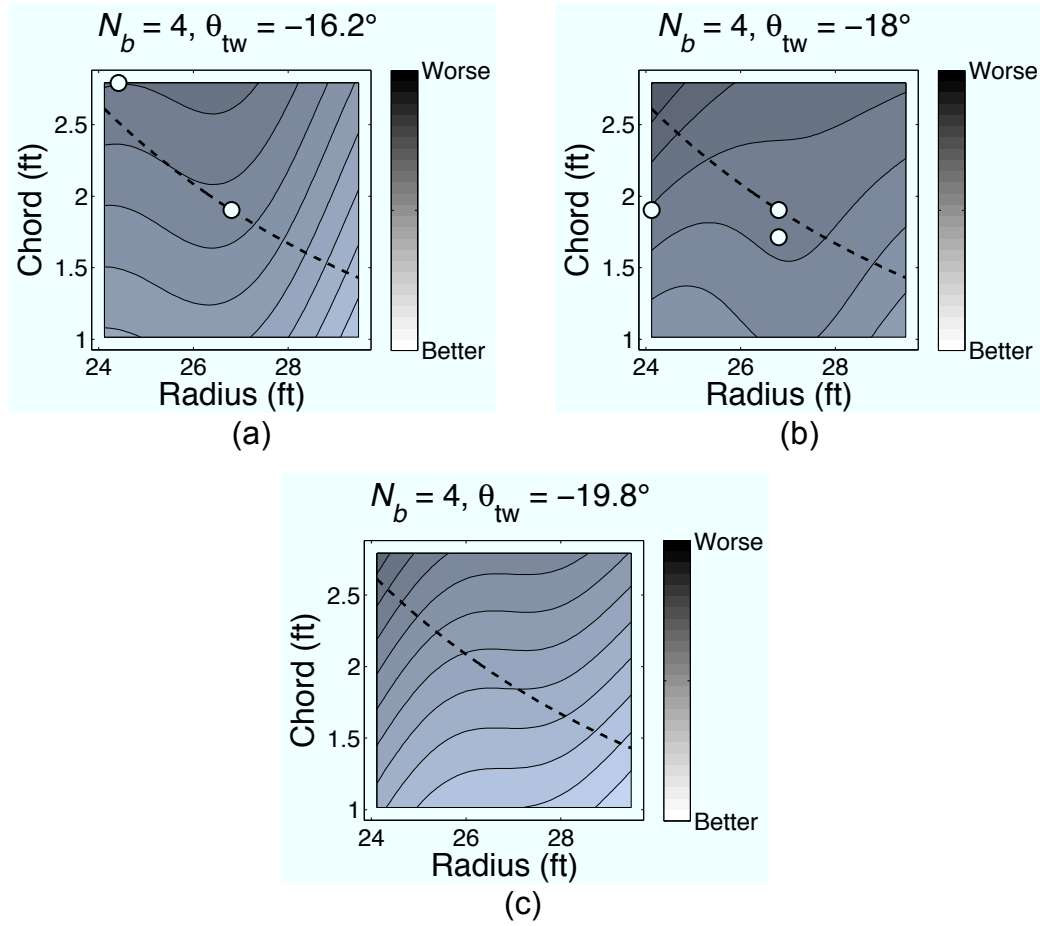 N_b = 4, θ_tw = −16.2°
Worse
2.5
2
1.5
1
Chord (ft)
Better
24 26 28
Radius (ft)
(a)
N_b = 4, θ_tw = −18°
Worse
2.5
2
1.5
1
Chord (ft)
Better
24 26 28
Radius (ft)
(b)
N_b = 4, θ_tw = −19.8°
Worse
2.5
2
1.5
1
Chord (ft)
Better
24 26 28
Radius (ft)
(c)